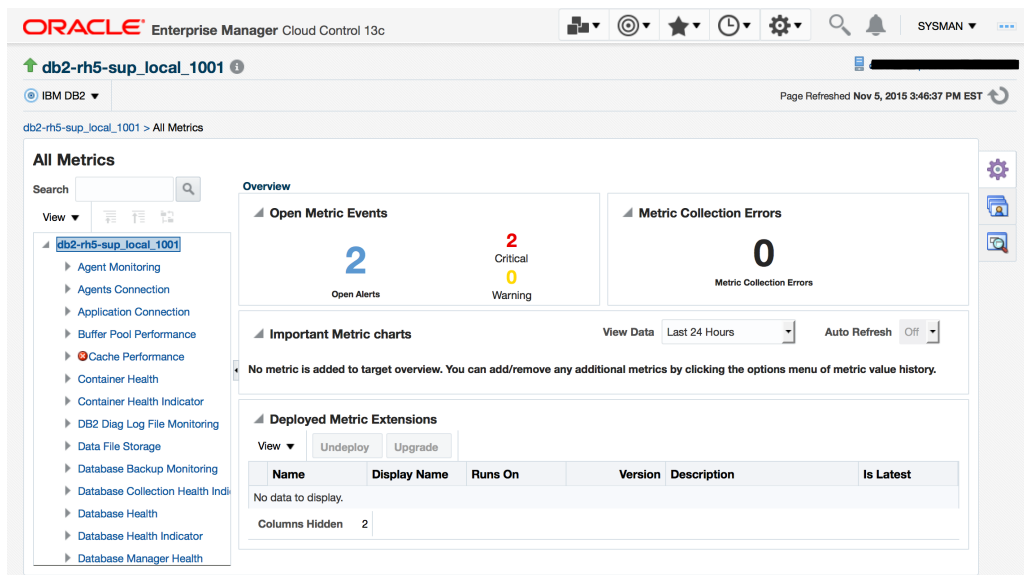 ORACLE® Enterprise Manager Cloud Control 13c
SYSMAN
db2-rh5-sup_local_1001
IBM DB2
Page Refreshed Nov 5, 2015 3:46:37 PM EST
db2-rh5-sup_local_1001 > All Metrics
All Metrics
Search
View
db2-rh5-sup_local_1001
Agent Monitoring
Agents Connection
Application Connection
Buffer Pool Performance
Cache Performance
Container Health
Container Health Indicator
DB2 Diag Log File Monitoring
Data File Storage
Database Backup Monitoring
Database Collection Health Indi
Database Health
Database Health Indicator
Database Manager Health
Overview
Open Metric Events
2
Open Alerts
2
Critical
0
Warning
Metric Collection Errors
0
Metric Collection Errors
Important Metric charts
View Data Last 24 Hours
Auto Refresh Off
No metric is added to target overview. You can add/remove any additional metrics by clicking the options menu of metric value history.
Deployed Metric Extensions
View Undeploy Upgrade
Name Display Name Runs On Version Description Is Latest
No data to display.
Columns Hidden 2